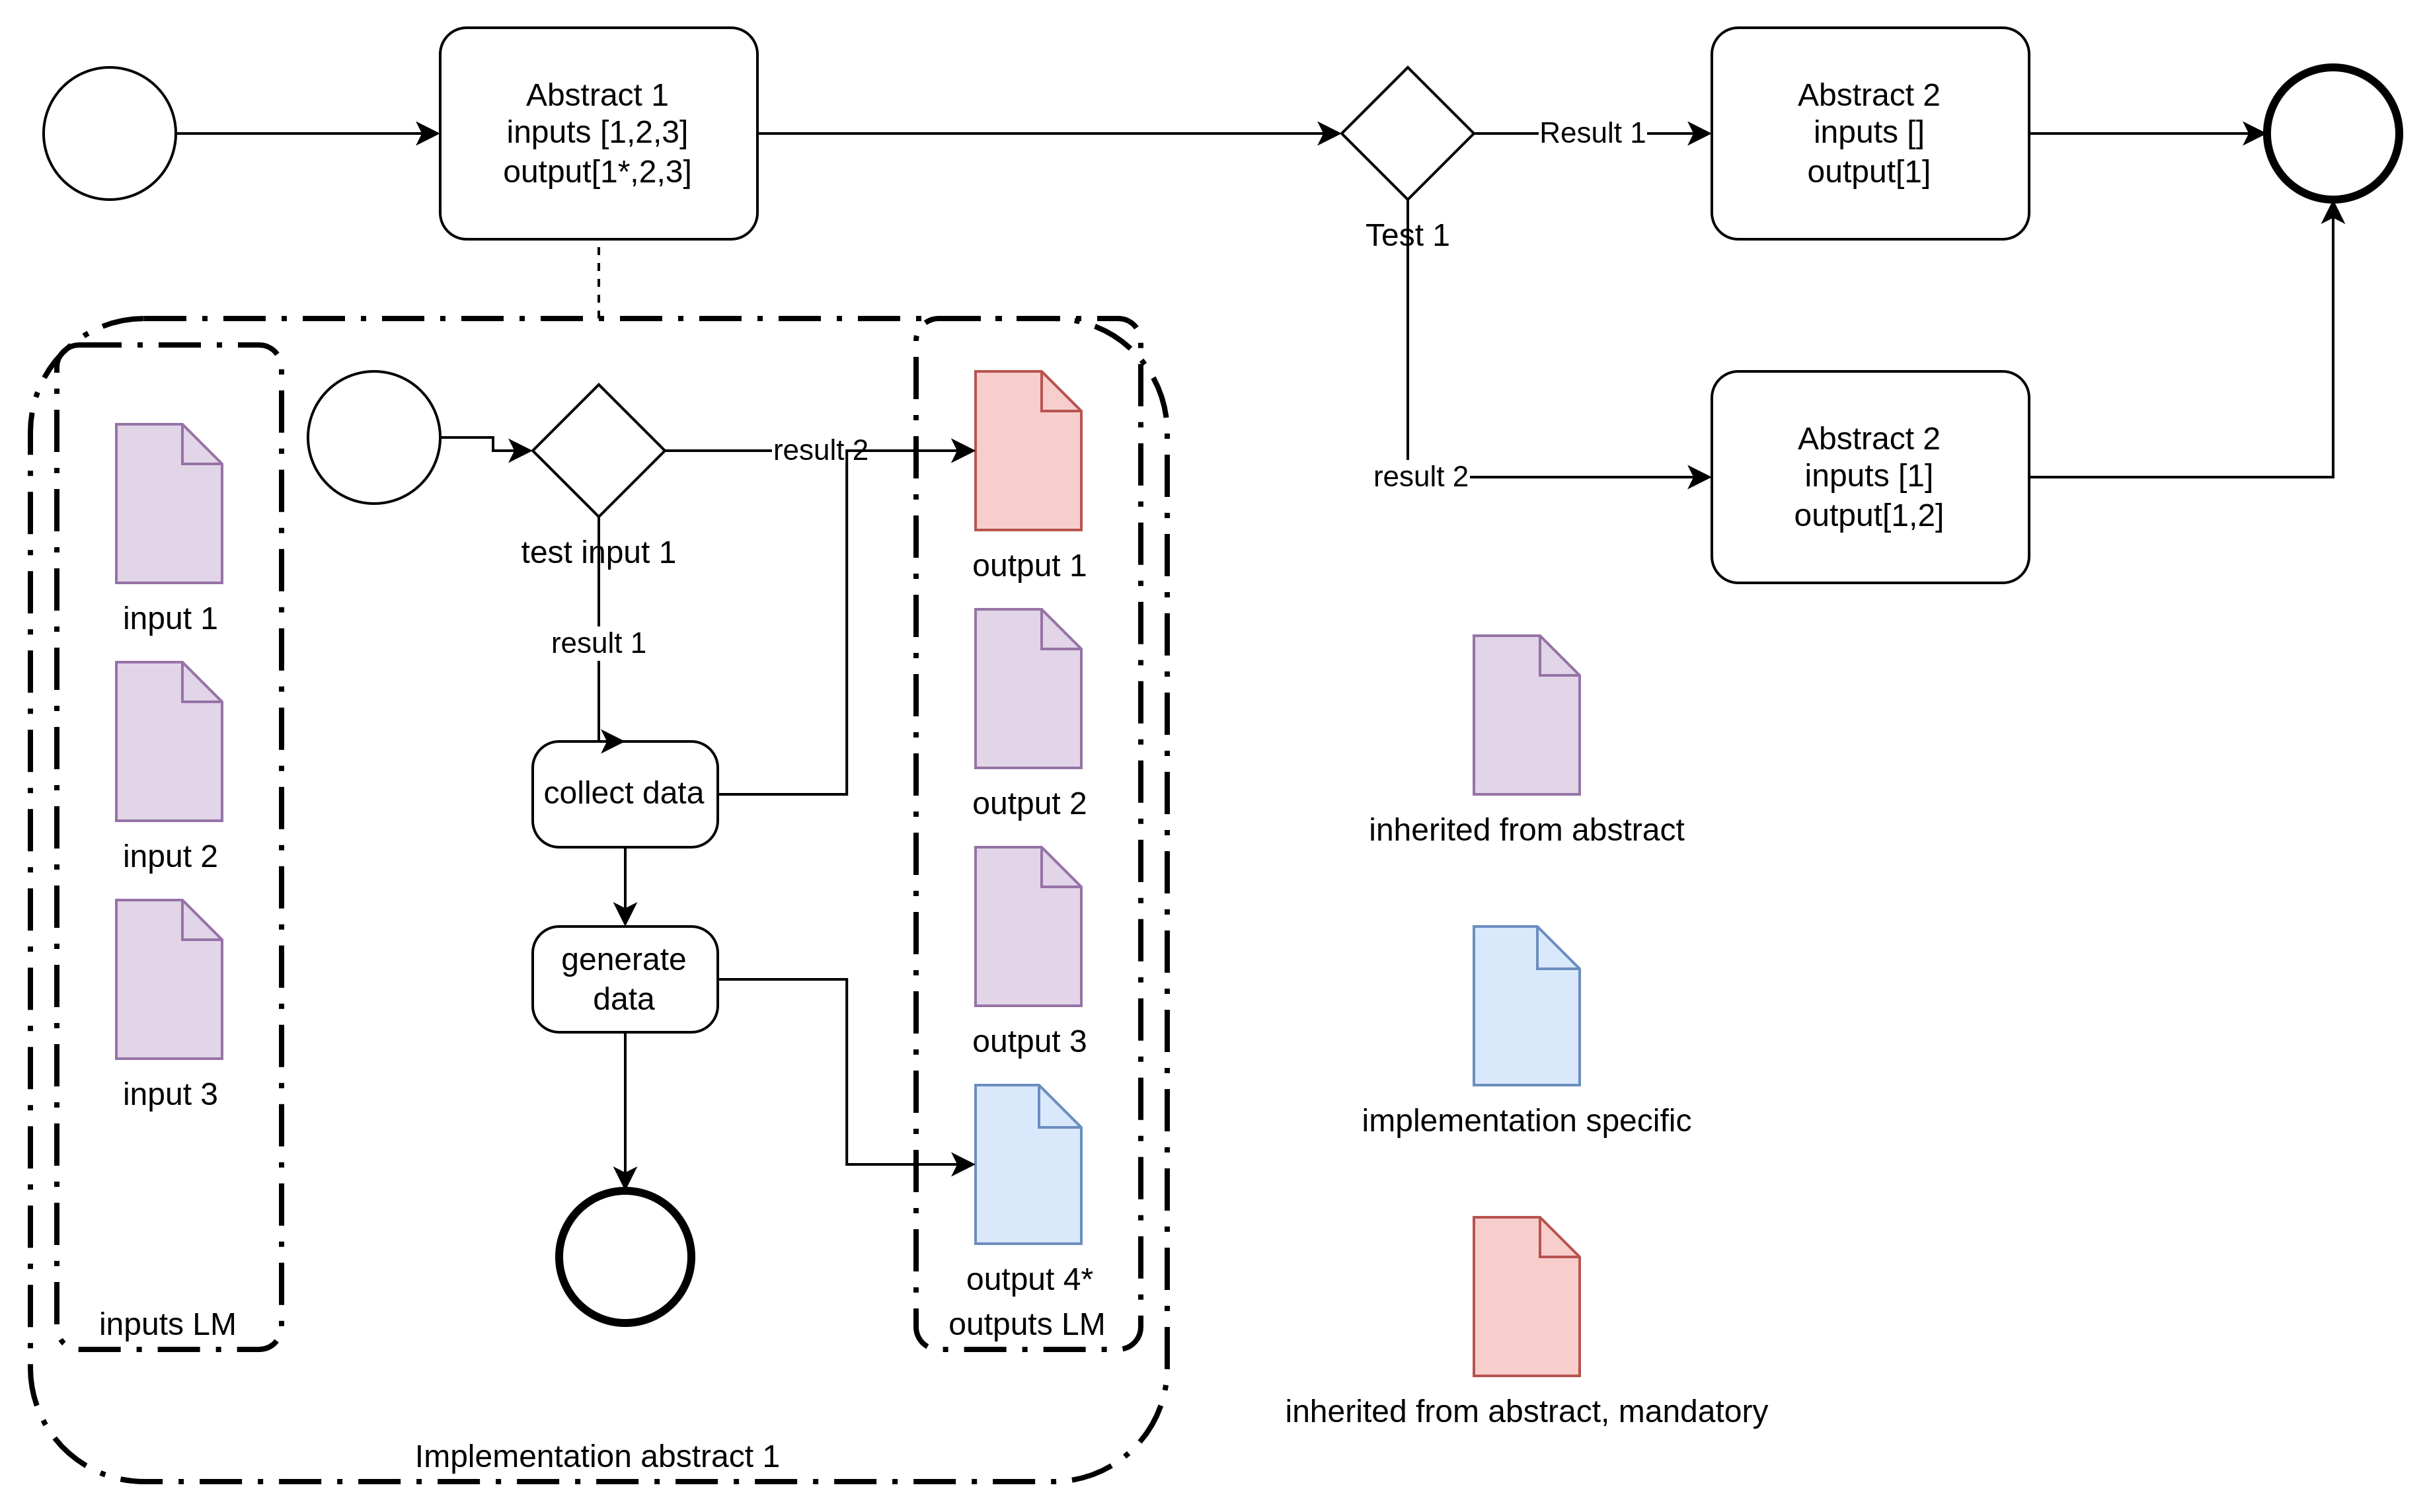 Abstract 1
inputs [1,2,3]
output[1*,2,3]
Result 1
Abstract 2
inputs []
output[1]
Test 1
result 2
Abstract 2
inputs [1]
output[1,2]
input 1
input 2
input 3
inputs LM
result 2
test input 1
result 1
collect data
generate
data
output 1
output 2
output 3
output 4*
outputs LM
Implementation abstract 1
inherited from abstract
implementation specific
inherited from abstract, mandatory